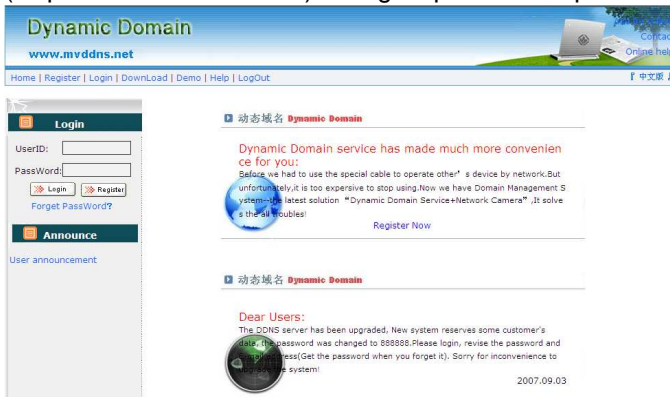 Dynamic Domain
www.mvddns.net
Contac
Online help
Home | Register | Login | DownLoad | Demo | Help | LogOut
『 中文版 』
Login
UserID:
PassWord:
Login
Register
Forget PassWord?
Announce
User announcement
动态域名 Dynamic Domain
Dynamic Domain service has made much more convenien
ce for you:
Before we had to use the special cable to operate other’s device by network.But
unfortunately,it is too expersive to stop using.Now we have Domain Management S
ystem--the latest solution “Dynamic Domain Service+Network Camera”,It solve
s the all troubles!
Register Now
动态域名 Dynamic Domain
Dear Users:
The DDNS server has been upgraded, New system reserves some customer's
data, the password was changed to 888888.Please login, revise the password and
address(Get the password when you forget it). Sorry for inconvenience to
upgrade the system!
2007.09.03